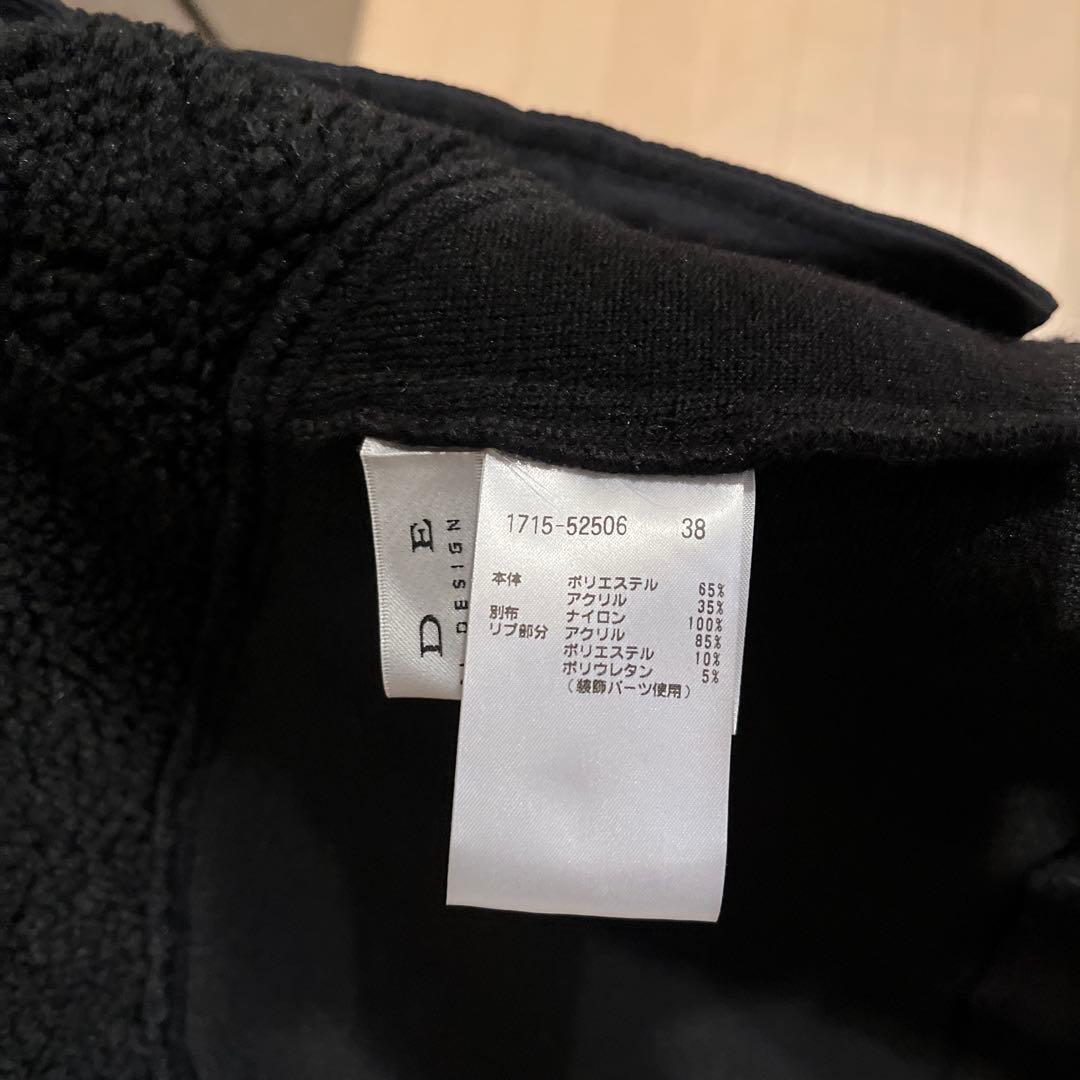 D E
DESIGN
1715-52506 38
本体 ポリエステル 65%
アクリル 35%
別布 ナイロン 100%
リブ部分 アクリル 85%
ポリエステル 10%
ポリウレタン 5%
(装飾パーツ使用)